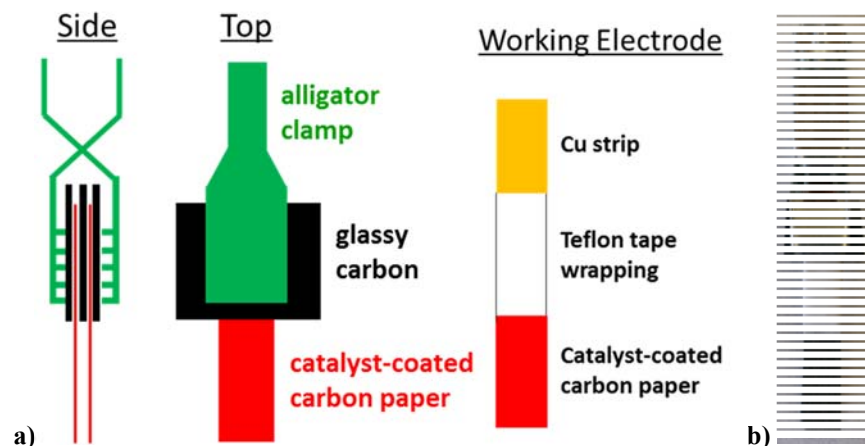 Side
Top
Working Electrode
alligator
clamp
Cu strip
glassy
carbon
Teflon tape
wrapping
catalyst-coated
carbon paper
Catalyst-coated
carbon paper
a)
b)